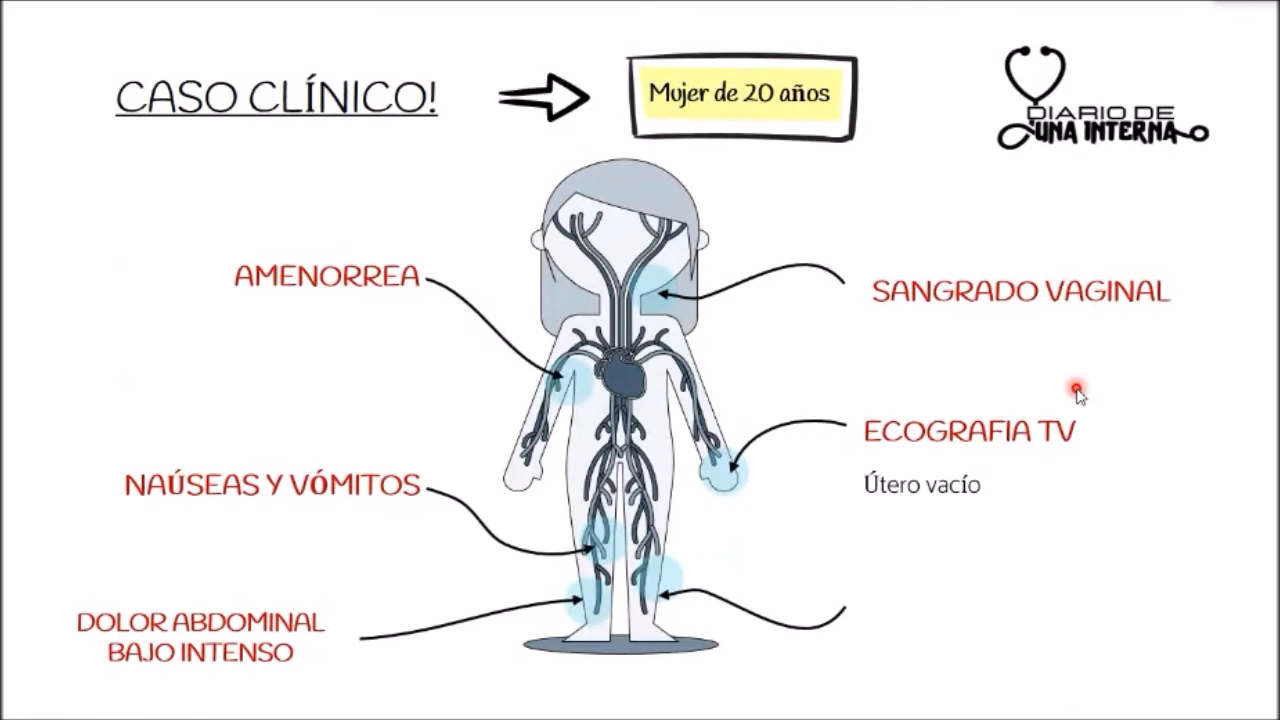 CASO CLÍNICO!
Mujer de 20 años
DIARIO DE
UNA INTERNA
AMENORREA
SANGRADO VAGINAL
ECOGRAFIA TV
Útero vacío
NAÚSEAS Y VÓMITOS
DOLOR ABDOMINAL
BAJO INTENSO